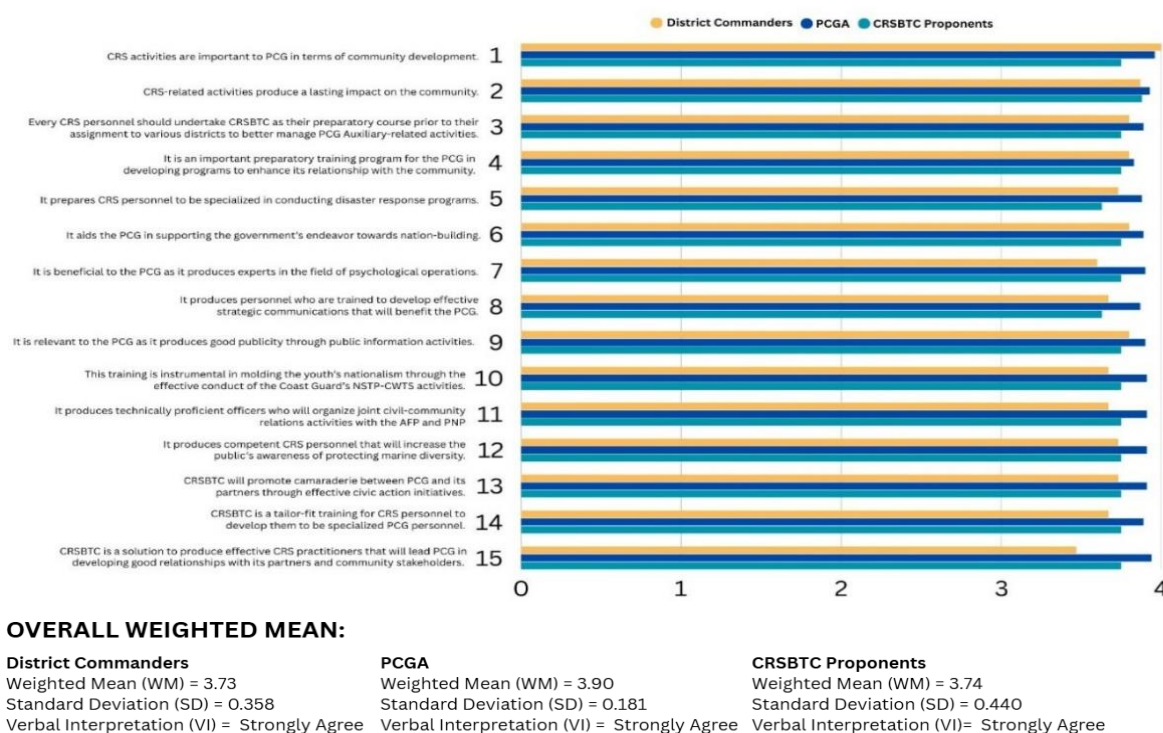 District Commanders PCGA CRSBTC Proponents
CRS activities are important to PCG in terms of community development. 1
CRS-related activities produce a lasting impact on the community. 2
Every CRS personnel should undertake CRSBTC as their preparatory course prior to their
assignment to various districts to better manage PCG Auxiliary-related activities. 3
It is an important preparatory training program for the PCG in
developing programs to enhance its relationship with the community. 4
It prepares CRS personnel to be specialized in conducting disaster response programs. 5
It aids the PCG in supporting the government's endeavor towards nation-building. 6
It is beneficial to the PCG as it produces experts in the field of psychological operations. 7
It produces personnel who are trained to develop effective
strategic communications that will benefit the PCG. 8
It is relevant to the PCG as it produces good publicity through public information activities. 9
This training is instrumental in molding the youth's nationalism through the
effective conduct of the Coast Guard's NSTP-CWTS activities. 10
It produces technically proficient officers who will organize joint civil-community
relations activities with the AFP and PNP 11
It produces competent CRS personnel that will increase the
public's awareness of protecting marine diversity. 12
CRSBTC will promote camaraderie between PCG and its
partners through effective civic action initiatives. 13
CRSBTC is a tailor-fit training for CRS personnel to
develop them to be specialized PCG personnel. 14
CRSBTC is a solution to produce effective CRS practitioners that will lead PCG in
developing good relationships with its partners and community stakeholders. 15
0 1 2 3 4
OVERALL WEIGHTED MEAN:
District Commanders
Weighted Mean (WM) = 3.73
Standard Deviation (SD) = 0.358
Verbal Interpretation (VI) = Strongly Agree
PCGA
Weighted Mean (WM) = 3.90
Standard Deviation (SD) = 0.181
Verbal Interpretation (VI) = Strongly Agree
CRSBTC Proponents
Weighted Mean (WM) = 3.74
Standard Deviation (SD) = 0.440
Verbal Interpretation (VI)= Strongly Agree